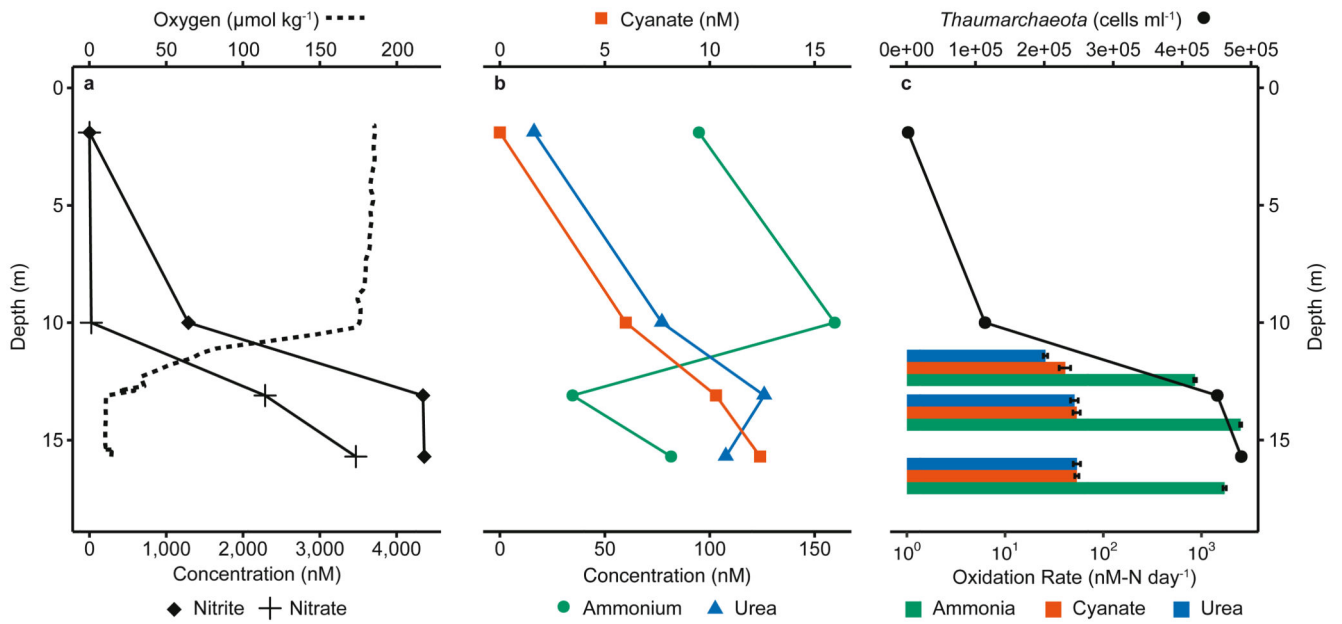 Oxygen (µmol kg⁻¹)
0 50 100 150 200
Cyanate (nM)
0 5 10 15
Thaumarchaeota (cells ml⁻¹)
0e+00 1e+05 2e+05 3e+05 4e+05 5e+05
a
b
c
Depth (m)
0
5
10
15
0
5
10
15
Depth (m)
0 1,000 2,000 3,000 4,000
Concentration (nM)
Nitrite Nitrate
0 50 100 150
Concentration (nM)
Ammonium Urea
10⁰ 10¹ 10² 10³
Oxidation Rate (nM-N day⁻¹)
Ammonia Cyanate Urea